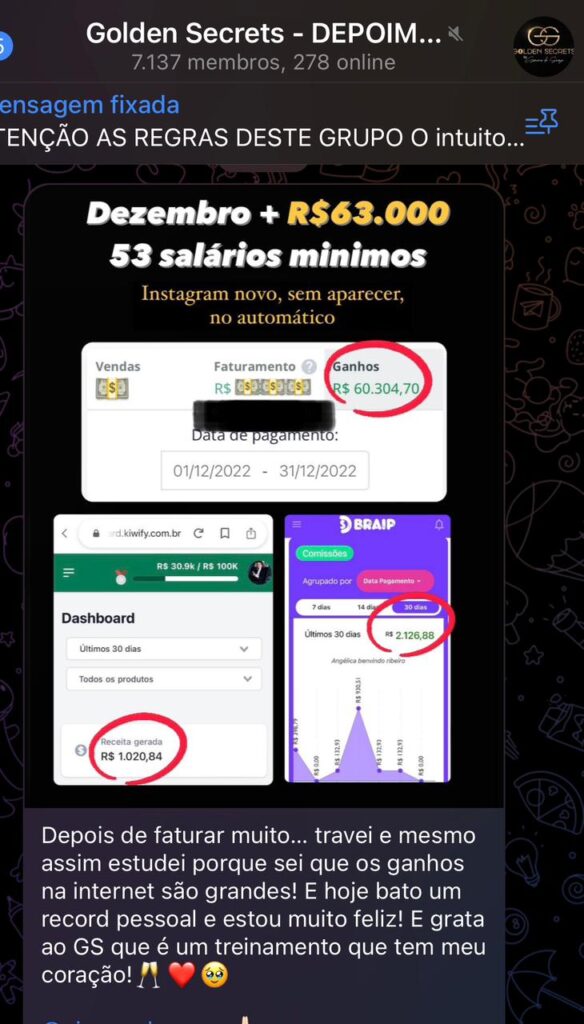 Golden Secrets - DEPOIM...
7.137 membros, 278 online
GS
GOLDEN SECRETS
ensagem fixada
TENÇÃO AS REGRAS DESTE GRUPO O intuito...
Dezembro + R$63.000
53 salários minimos
Instagram novo, sem aparecer,
no automático
Vendas
Faturamento ?
Ganhos
R$
R$ 60.304,70
Data de pagamento:
01/12/2022 - 31/12/2022
rd.kiwify.com.br
R$ 30.9k / R$ 100K
Dashboard
Últimos 30 dias
Todos os produtos
Receita gerada
R$ 1.020,84
BRAIP
Comissões
Agrupado por
Data Pagamento
7 dias
14 dias
30 dias
Últimos 30 dias
R$ 2.126,88
Angélica benvindo ribeiro
R$ 0,00
R$ 132,93
R$ 930,51
R$ 132,93
R$ 132,93
R$ 0,00
Depois de faturar muito... travei e mesmo
assim estudei porque sei que os ganhos
na internet são grandes! E hoje bato um
record pessoal e estou muito feliz! E grata
ao GS que é um treinamento que tem meu
coração!🥂❤️🥹